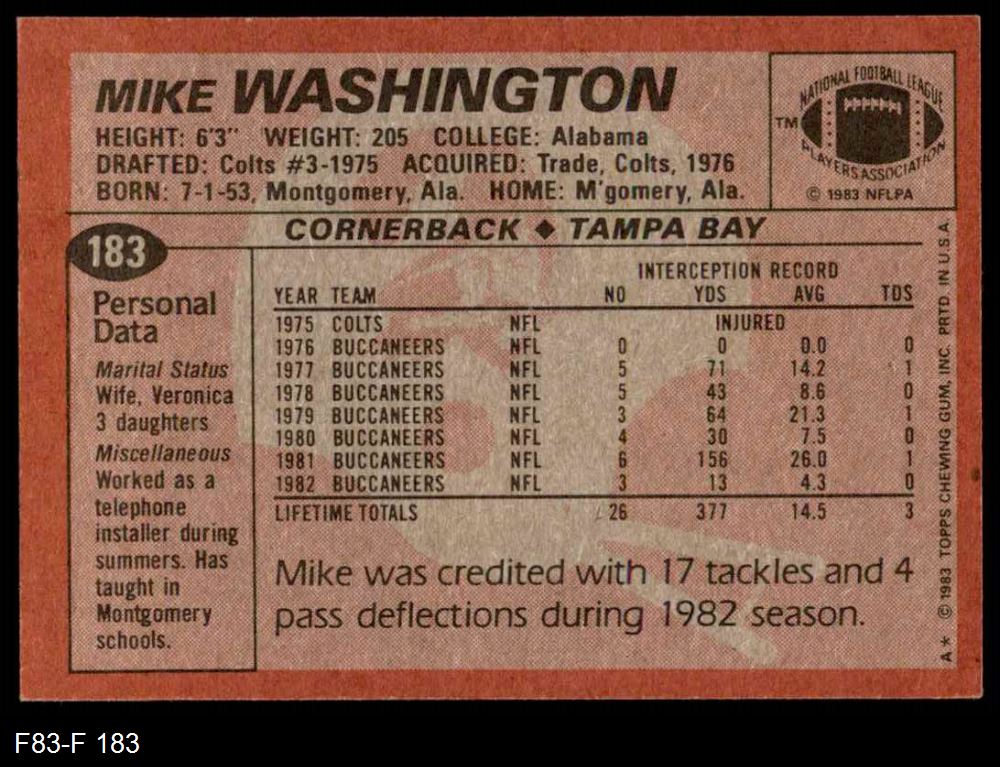 MIKE WASHINGTON
HEIGHT: 6'3" WEIGHT: 205 COLLEGE: Alabama
DRAFTED: Colts #3-1975 ACQUIRED: Trade, Colts, 1976
BORN: 7-1-53, Montgomery, Ala. HOME: M'gomery, Ala.
NATIONAL FOOTBALL LEAGUE
TM
PLAYERS ASSOCIATION
© 1983 NFLPA
183
CORNERBACK ♦ TAMPA BAY
Personal
Data
Marital Status
Wife, Veronica
3 daughters
Miscellaneous
Worked as a
telephone
installer during
summers. Has
taught in
Montgomery
schools.
INTERCEPTION RECORD
YEAR TEAM NO YDS AVG TDS
1975 COLTS NFL INJURED
1976 BUCCANEERS NFL 0 0 0.0 0
1977 BUCCANEERS NFL 5 71 14.2 1
1978 BUCCANEERS NFL 5 43 8.6 0
1979 BUCCANEERS NFL 3 64 21.3 1
1980 BUCCANEERS NFL 4 30 7.5 0
1981 BUCCANEERS NFL 6 156 26.0 1
1982 BUCCANEERS NFL 3 13 4.3 0
LIFETIME TOTALS 26 377 14.5 3
Mike was credited with 17 tackles and 4
pass deflections during 1982 season.
A* © 1983 TOPPS CHEWING GUM, INC. PRTD. IN U.S.A.
F83-F 183